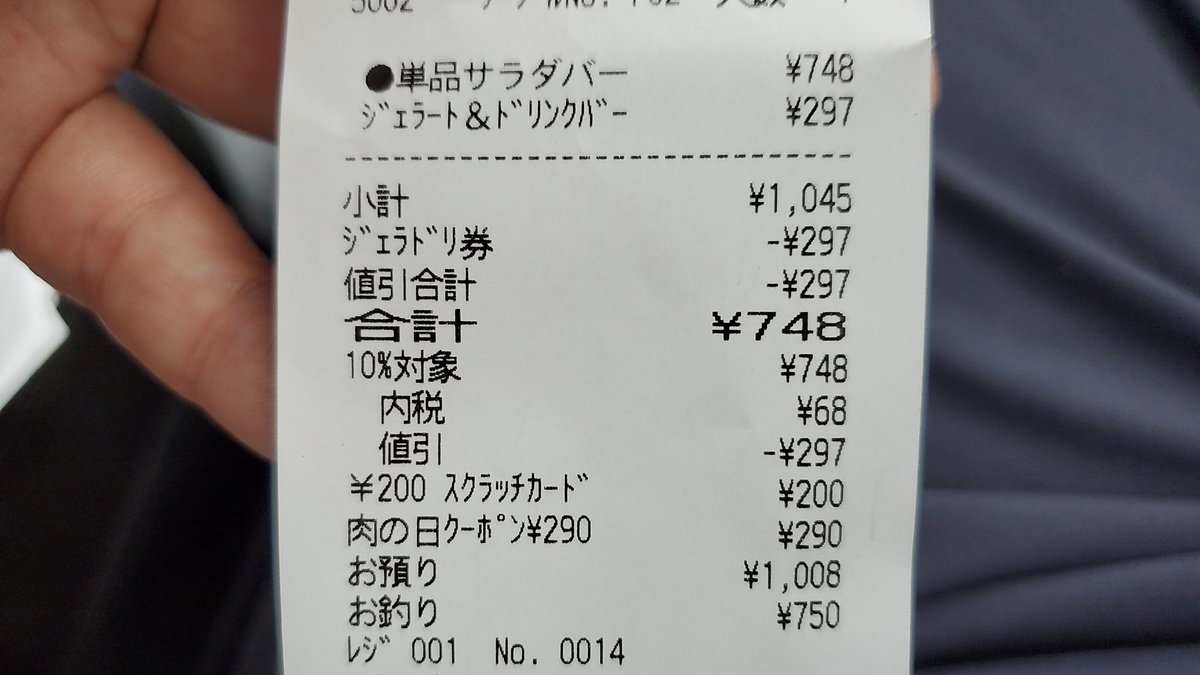 ●単品サラダバー ¥748
ｼﾞｪﾗｰﾄ&ﾄﾞﾘﾝｸﾊﾞｰ ¥297
小計 ¥1,045
ｼﾞｪﾗﾄﾞﾘ券 -¥297
値引合計 -¥297
合計 ¥748
10%対象 ¥748
内税 ¥68
値引 -¥297
￥200 ｽｸﾗｯﾁｶｰﾄﾞ ¥200
肉の日ｸｰﾎﾟﾝ¥290 ¥290
お預り ¥1,008
お釣り ¥750
ﾚｼﾞ 001 No. 0014